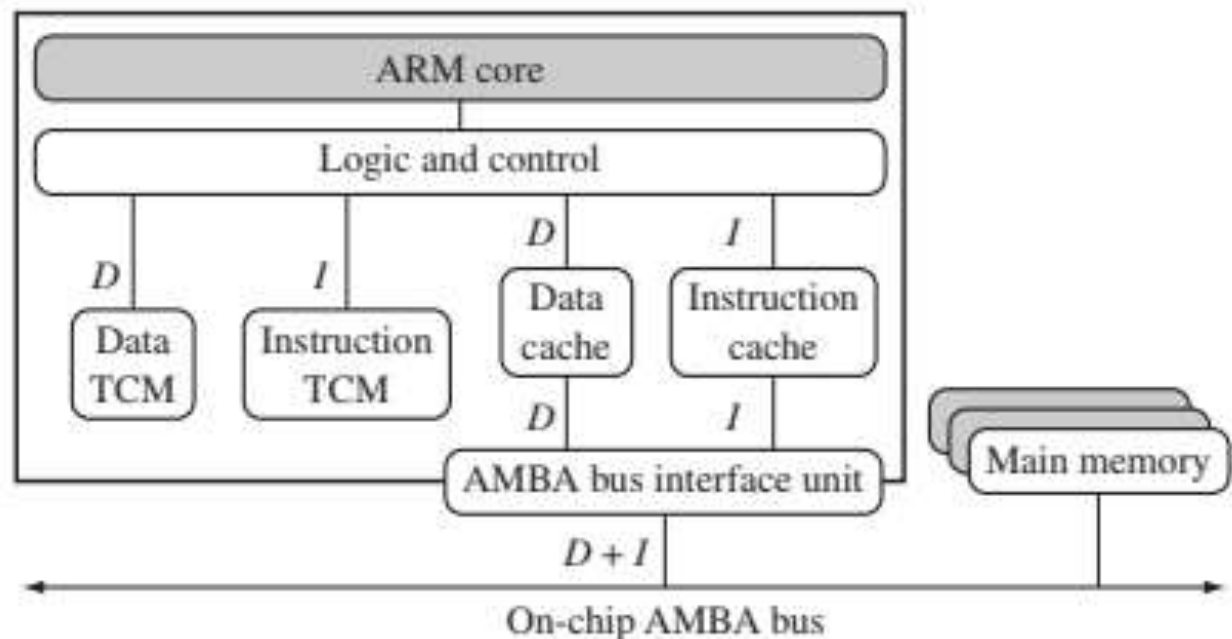 ARM core
Logic and control
D
I
D
I
Data
TCM
Instruction
TCM
Data
cache
Instruction
cache
D
I
AMBA bus interface unit
Main memory
D + I
On-chip AMBA bus